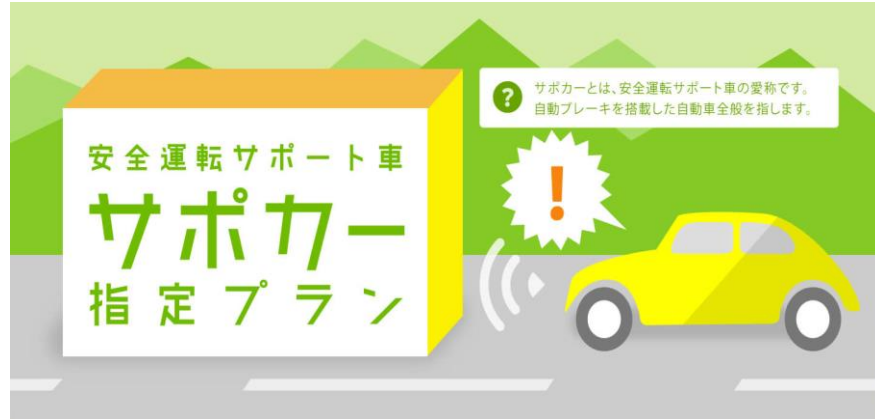 安全運転サポート車
サポカー
指定プラン
?
サポカーとは、安全運転サポート車の愛称です。
自動ブレーキを搭載した自動車全般を指します。
!